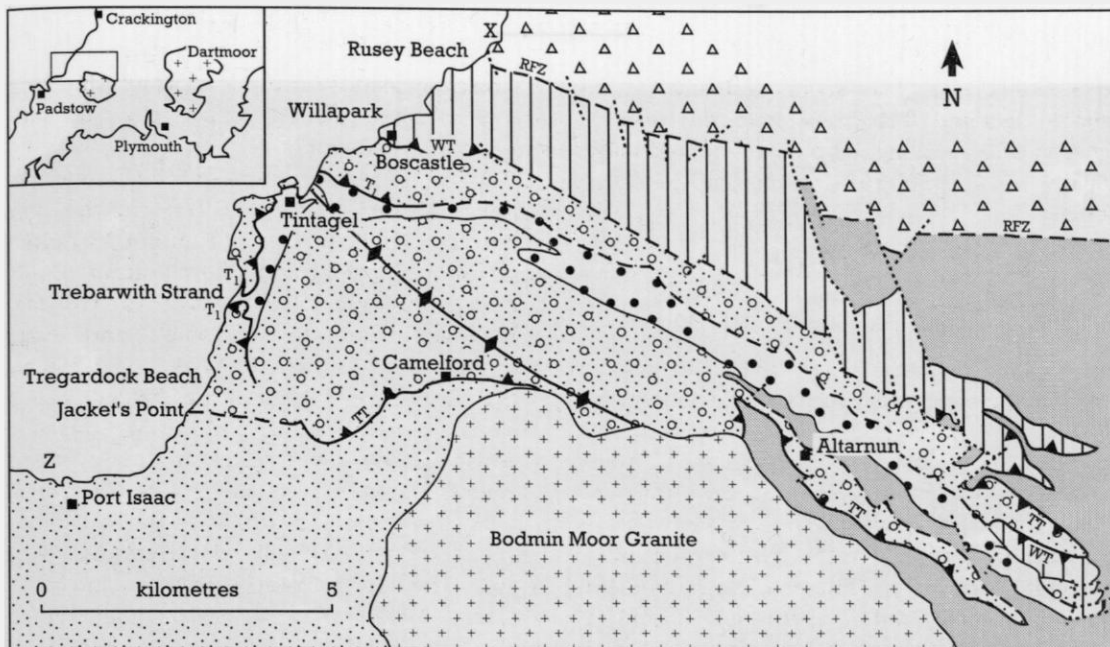 Crackington
Dartmoor
Padstow
Plymouth
X
Rusey Beach
RFZ
N
Willapark
WT
Boscastle
T₁
Tintagel
RFZ
T₁
Trebarwith Strand
T₁
Tregardock Beach
Camelford
Jacket's Point
TT
Altarnun
Z
Port Isaac
TT
TT
WT
Bodmin Moor Granite
0 kilometres 5